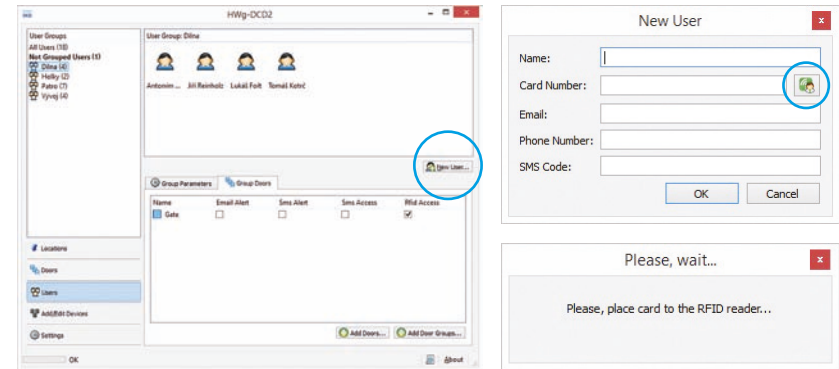 HWg-DCD2
User Groups
All Users (18)
Not Grouped Users (1)
Dilna (4)
Helky (2)
Patro (7)
Vývoj (4)
User Group: Dilna
Antonin ... Jiří Reinholz Lukáš Folt Tomáš Kotrč
New User...
Group Parameters Group Doors
Name Email Alert Sms Alert Sms Access Rfid Access
Gate
Locations
Doors
Users
Add/Edit Devices
Settings
Add Doors... Add Door Groups...
OK
About
New User
Name:
Card Number:
Email:
Phone Number:
SMS Code:
OK Cancel
Please, wait...
Please, place card to the RFID reader...